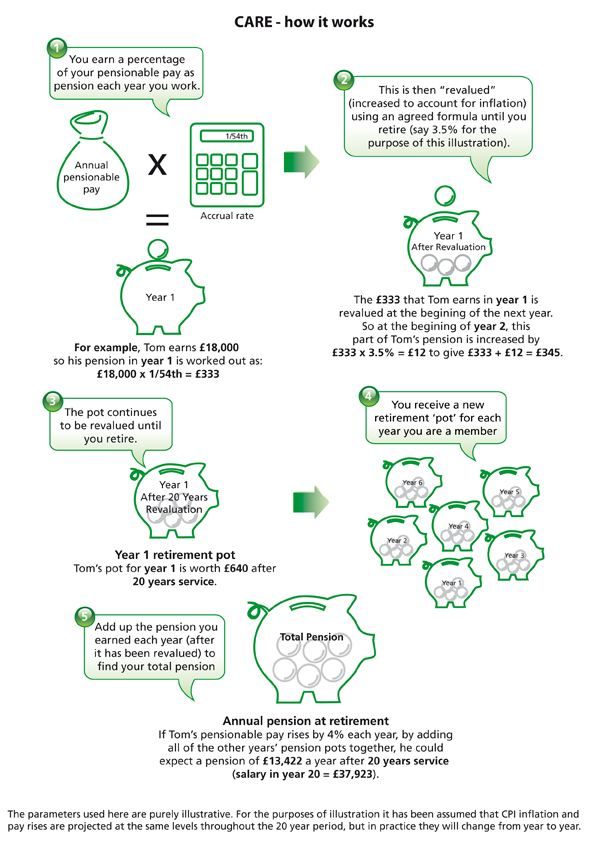 CARE - how it works
1
You earn a percentage
of your pensionable pay as
pension each year you work.
Annual
pensionable
pay
X
1/54th
Accrual rate
=
Year 1
For example, Tom earns £18,000
so his pension in year 1 is worked out as:
£18,000 x 1/54th = £333
2
This is then “revalued”
(increased to account for inflation)
using an agreed formula until you
retire (say 3.5% for the
purpose of this illustration).
Year 1
After Revaluation
The £333 that Tom earns in year 1 is
revalued at the begining of the next year.
So at the begining of year 2, this
part of Tom’s pension is increased by
£333 x 3.5% = £12 to give £333 + £12 = £345.
3
The pot continues
to be revalued until
you retire.
Year 1
After 20 Years
Revaluation
Year 1 retirement pot
Tom’s pot for year 1 is worth £640 after
20 years service.
4
You receive a new
retirement ‘pot’ for each
year you are a member
Year 6
Year 5
Year 4
Year 2
Year 3
Year 1
5
Add up the pension you
earned each year (after
it has been revalued) to
find your total pension
Total Pension
Annual pension at retirement
If Tom’s pensionable pay rises by 4% each year, by adding
all of the other years’ pension pots together, he could
expect a pension of £13,422 a year after 20 years service
(salary in year 20 = £37,923).
The parameters used here are purely illustrative. For the purposes of illustration it has been assumed that CPI inflation and
pay rises are projected at the same levels throughout the 20 year period, but in practice they will change from year to year.